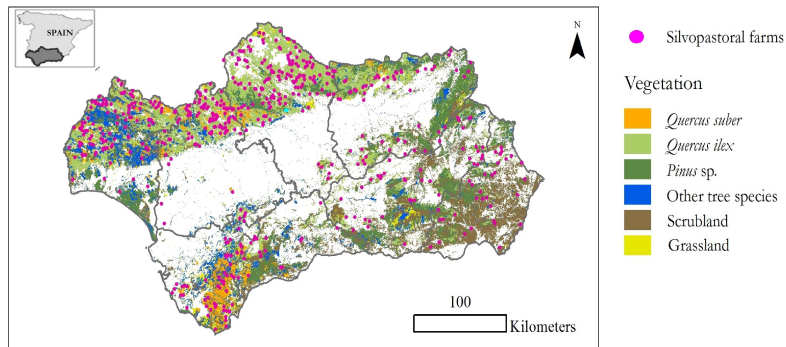 SPAIN
N
100
Kilometers
Silvopastoral farms
Vegetation
Quercus suber
Quercus ilex
Pinus sp.
Other tree species
Scrubland
Grassland